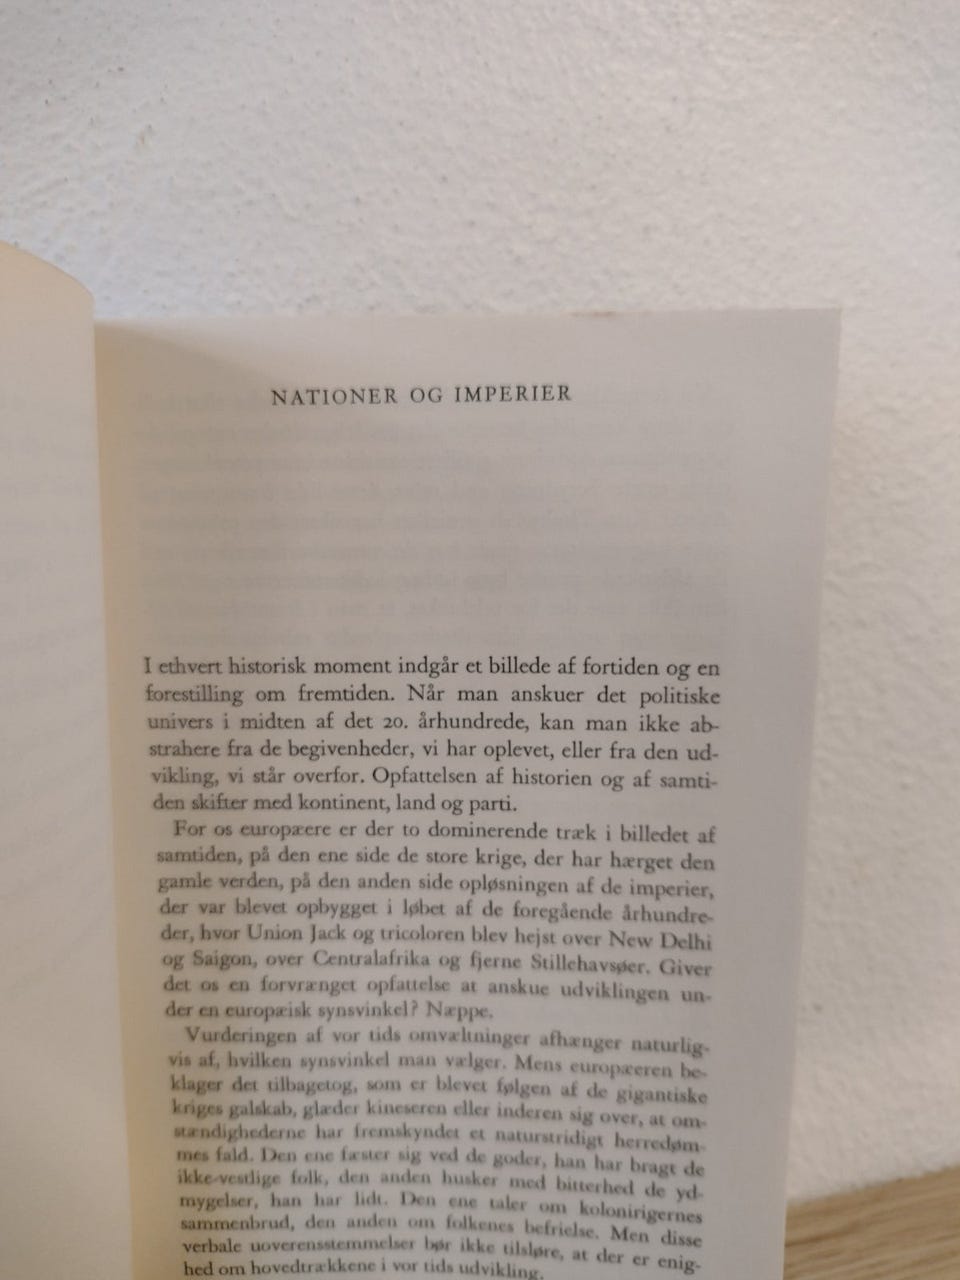 NATIONER OG IMPERIER
I ethvert historisk moment indgår et billede af fortiden og en
forestilling om fremtiden. Når man anskuer det politiske
univers i midten af det 20. århundrede, kan man ikke ab-
strahere fra de begivenheder, vi har oplevet, eller fra den ud-
vikling, vi står overfor. Opfattelsen af historien og af samti-
den skifter med kontinent, land og parti.
For os europæere er der to dominerende træk i billedet af
samtiden, på den ene side de store krige, der har hærget den
gamle verden, på den anden side opløsningen af de imperier,
der var blevet opbygget i løbet af de foregående århundre-
der, hvor Union Jack og tricoloren blev hejst over New Delhi
og Saigon, over Centralafrika og fjerne Stillehavsøer. Giver
det os en forvrænget opfattelse at anskue udviklingen un-
der en europæisk synsvinkel? Næppe.
Vurderingen af vor tids omvæltninger afhænger naturlig-
vis af, hvilken synsvinkel man vælger. Mens europæeren be-
klager det tilbagetog, som er blevet følgen af de gigantiske
kriges galskab, glæder kineseren eller inderen sig over, at om-
stændighederne har fremskyndet et naturstridigt herredøm-
mes fald. Den ene fæster sig ved de goder, han har bragt de
ikke-vestlige folk, den anden husker med bitterhed de yd-
mygelser, han har lidt. Den ene taler om kolonirigernes
sammenbrud, den anden om folkenes befrielse. Men disse
verbale uoverensstemmelser bør ikke tilsløre, at der er enig-
hed om hovedtrækkene i vor tids udvikling.